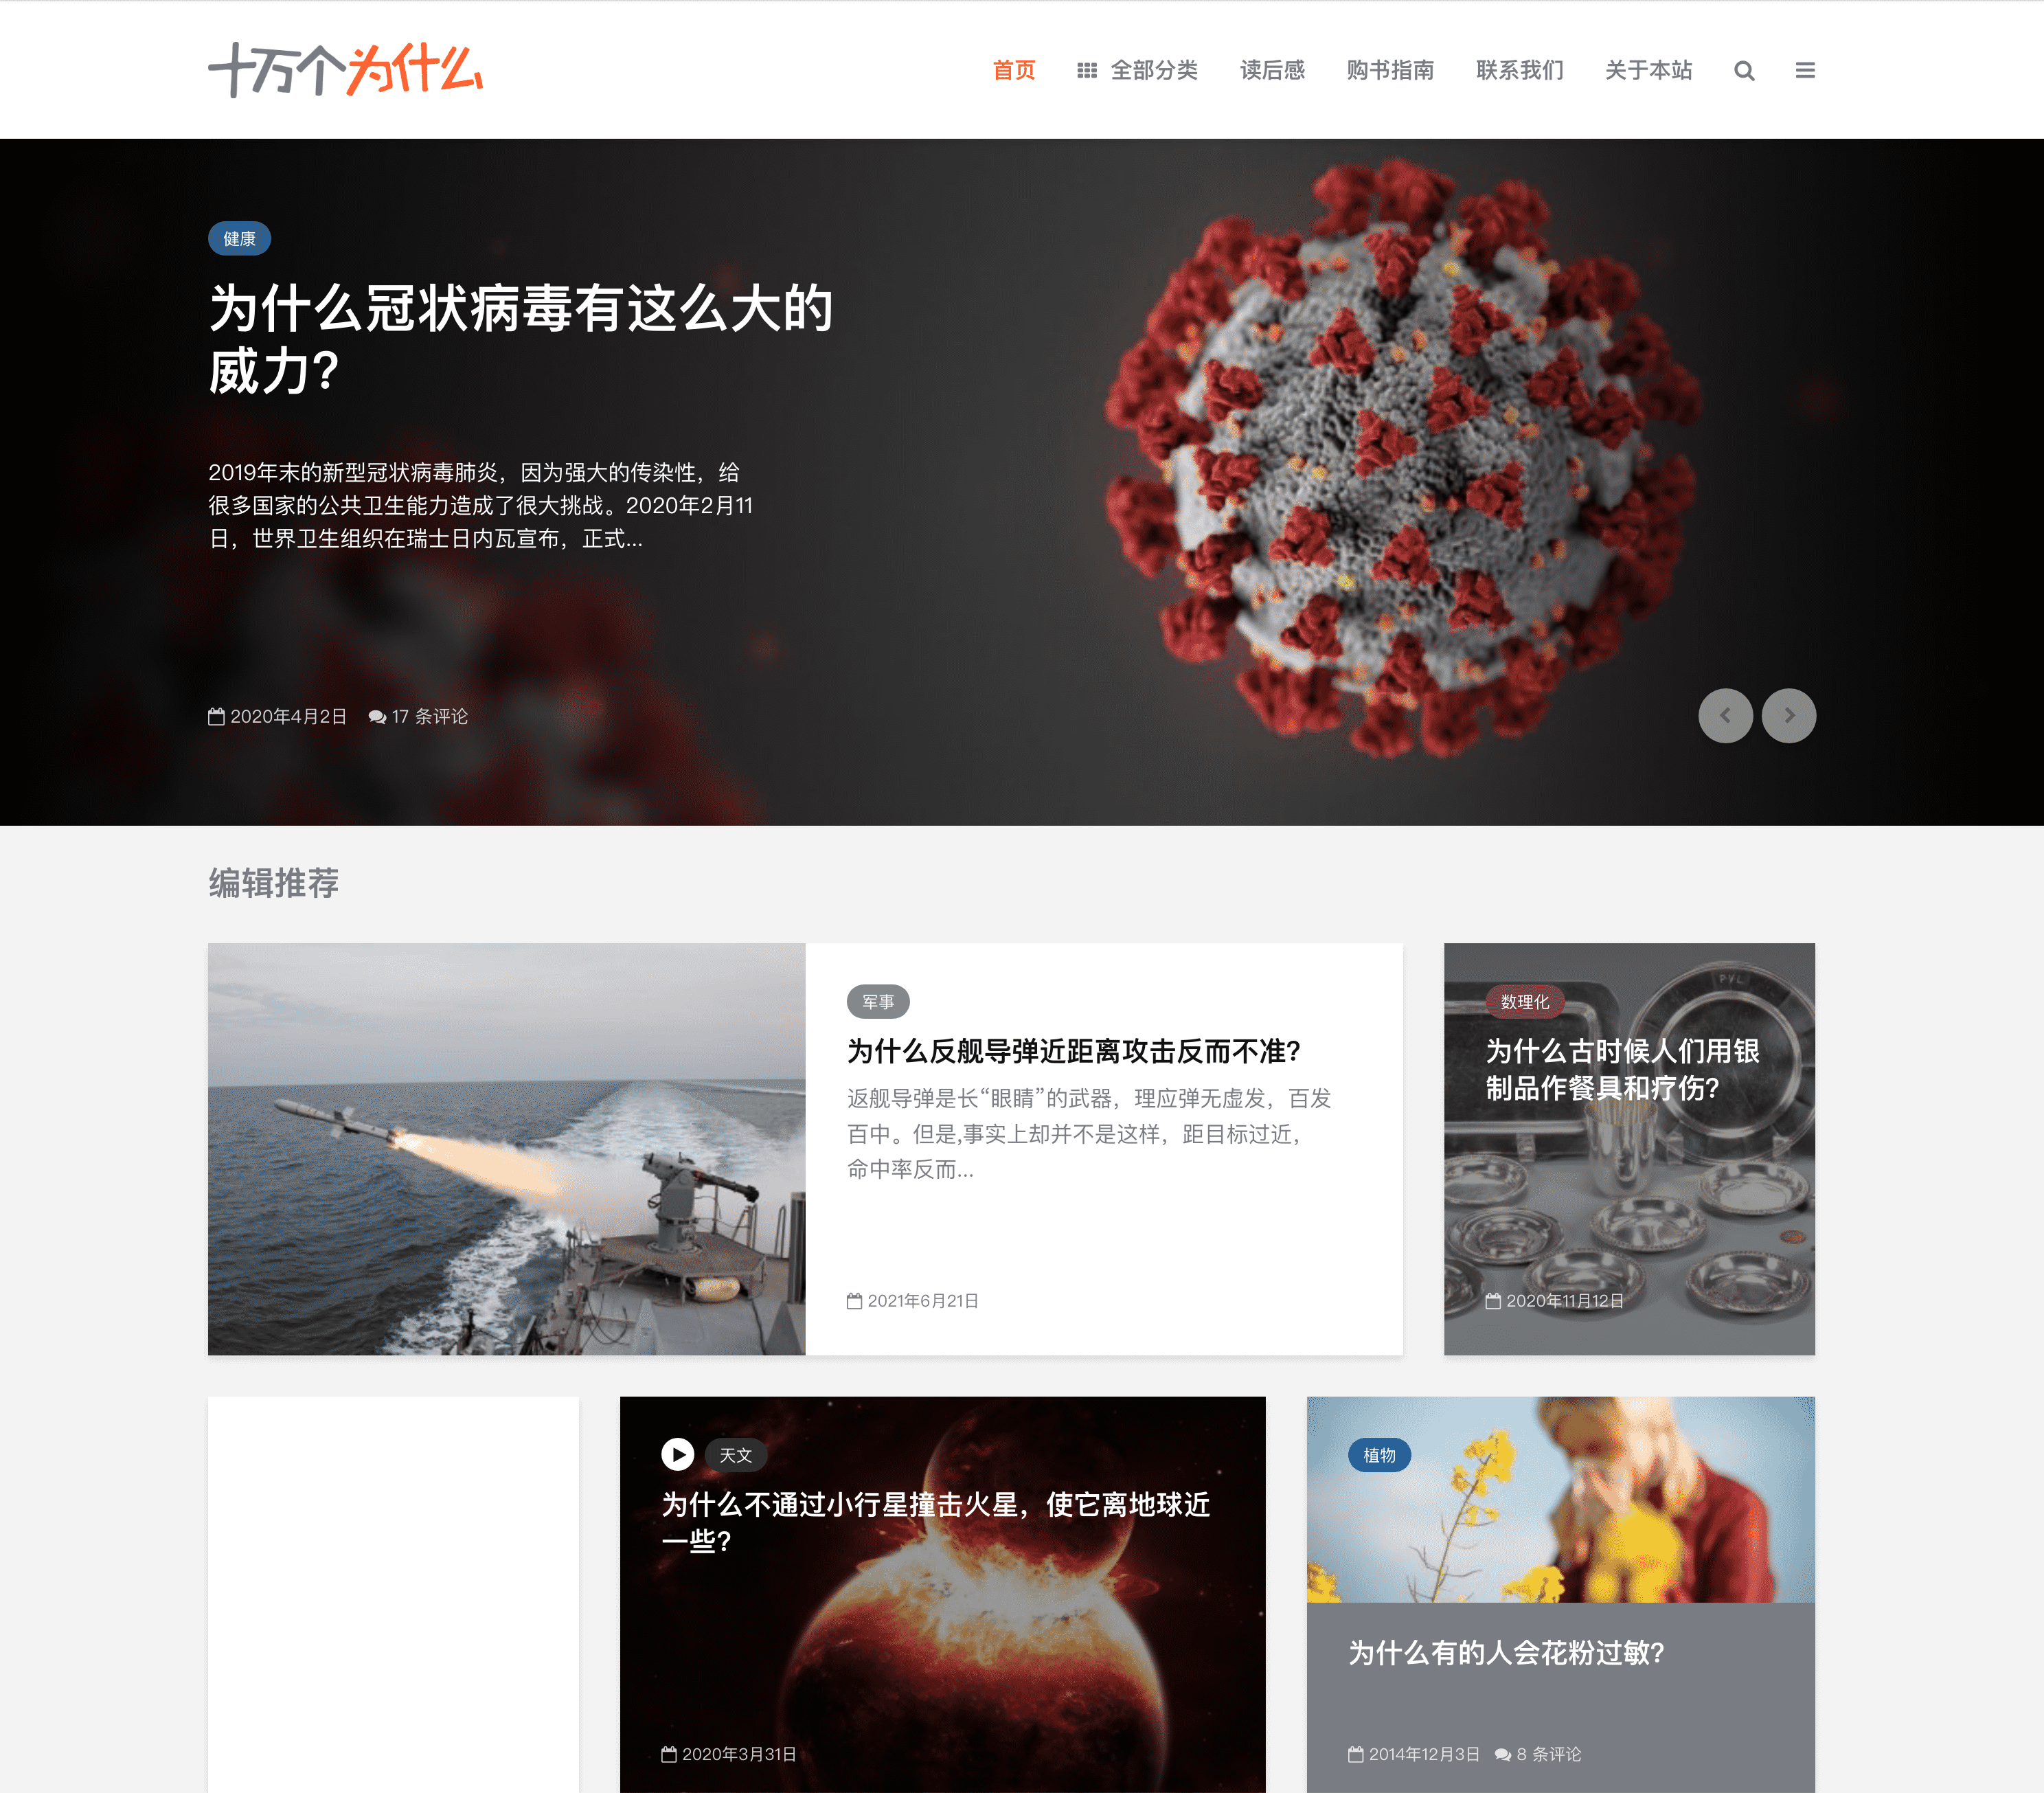 十万个为什么
首页
全部分类
读后感
购书指南
联系我们
关于本站
健康
为什么冠状病毒有这么大的
威力?
2019年末的新型冠状病毒肺炎，因为强大的传染性，给
很多国家的公共卫生能力造成了很大挑战。2020年2月11
日，世界卫生组织在瑞士日内瓦宣布，正式...
2020年4月2日 17 条评论
编辑推荐
军事
为什么反舰导弹近距离攻击反而不准?
返舰导弹是长“眼睛”的武器，理应弹无虚发，百发
百中。但是,事实上却并不是这样，距目标过近，
命中率反而...
2021年6月21日
PYL
数理化
为什么古时候人们用银
制品作餐具和疗伤?
2020年11月12日
天文
为什么不通过小行星撞击火星，使它离地球近
一些?
2020年3月31日
植物
为什么有的人会花粉过敏?
2014年12月3日 8 条评论